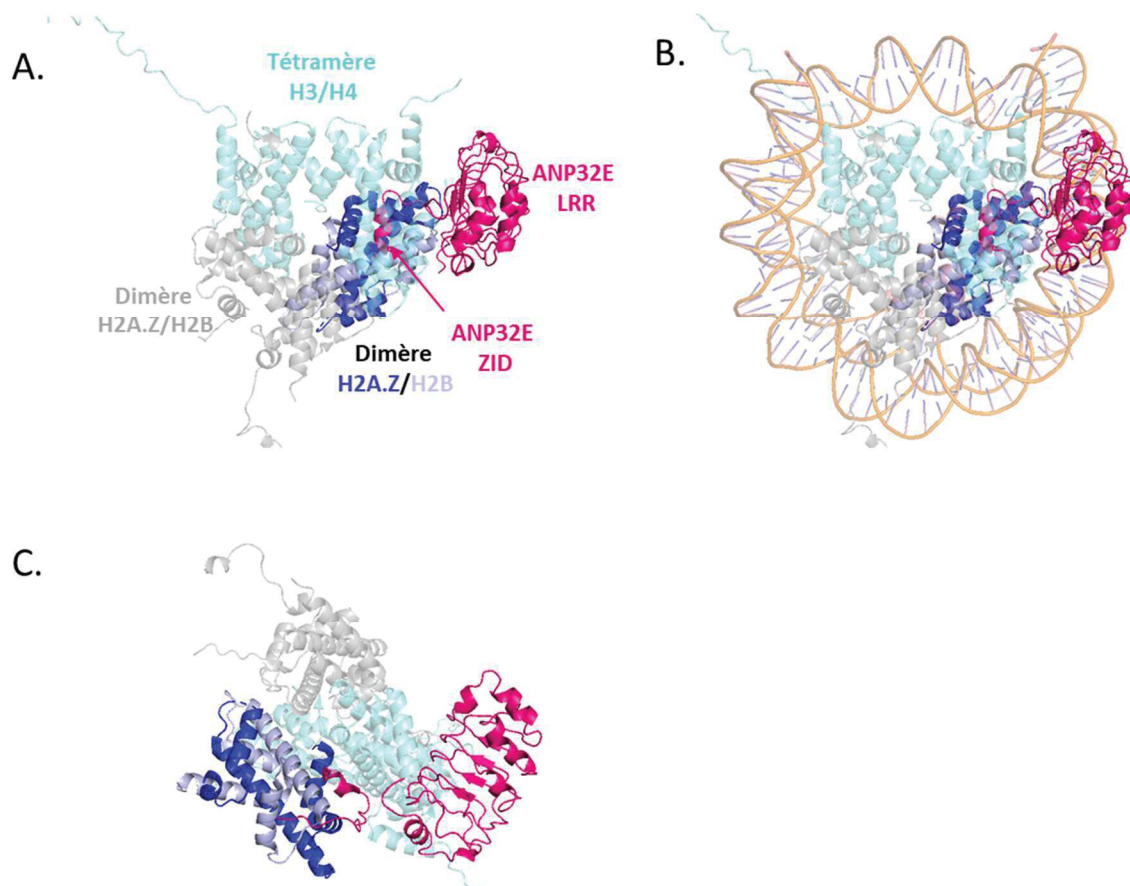 A.
Tétramère
H3/H4
ANP32E
LRR
Dimère
H2A.Z/H2B
ANP32E
ZID
Dimère
H2A.Z/H2B
B.
C.